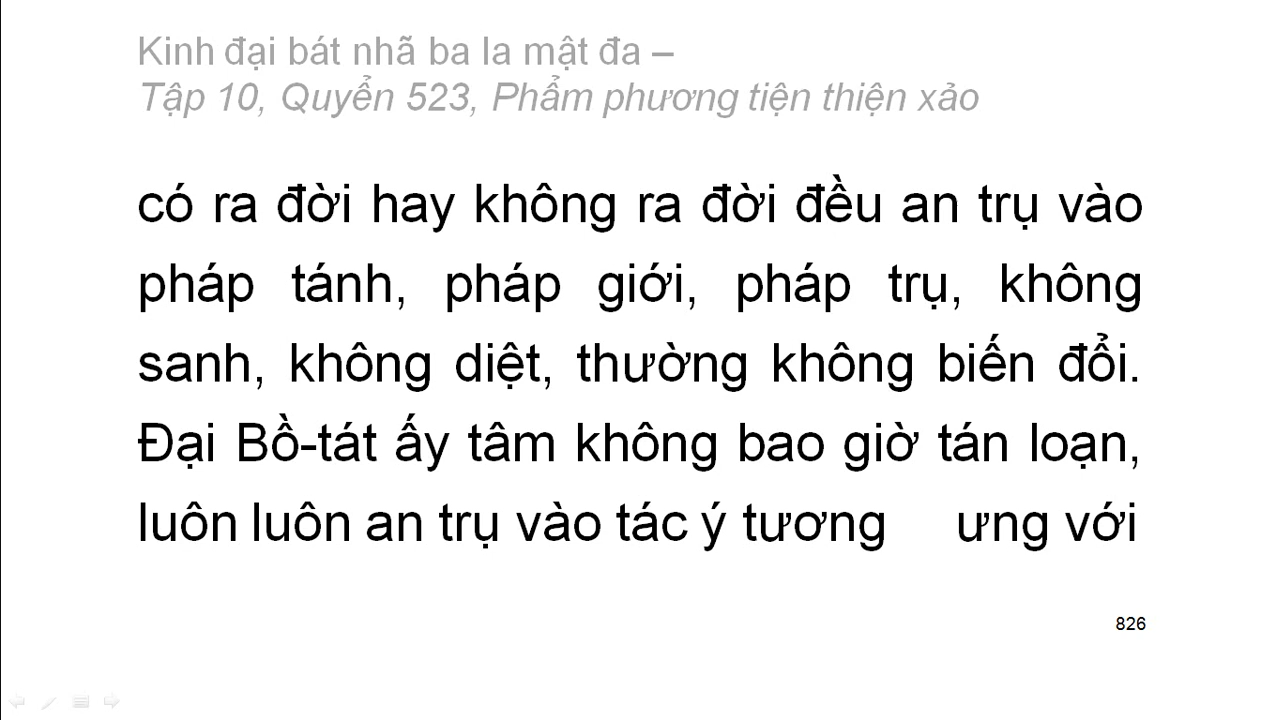 Kinh đại bát nhã ba la mật đa –
Tập 10, Quyển 523, Phẩm phương tiện thiện xảo
có ra đời hay không ra đời đều an trụ vào
pháp tánh, pháp giới, pháp trụ, không
sanh, không diệt, thường không biến đổi.
Đại Bồ-tát ấy tâm không bao giờ tán loạn,
luôn luôn an trụ vào tác ý tương ưng với
826